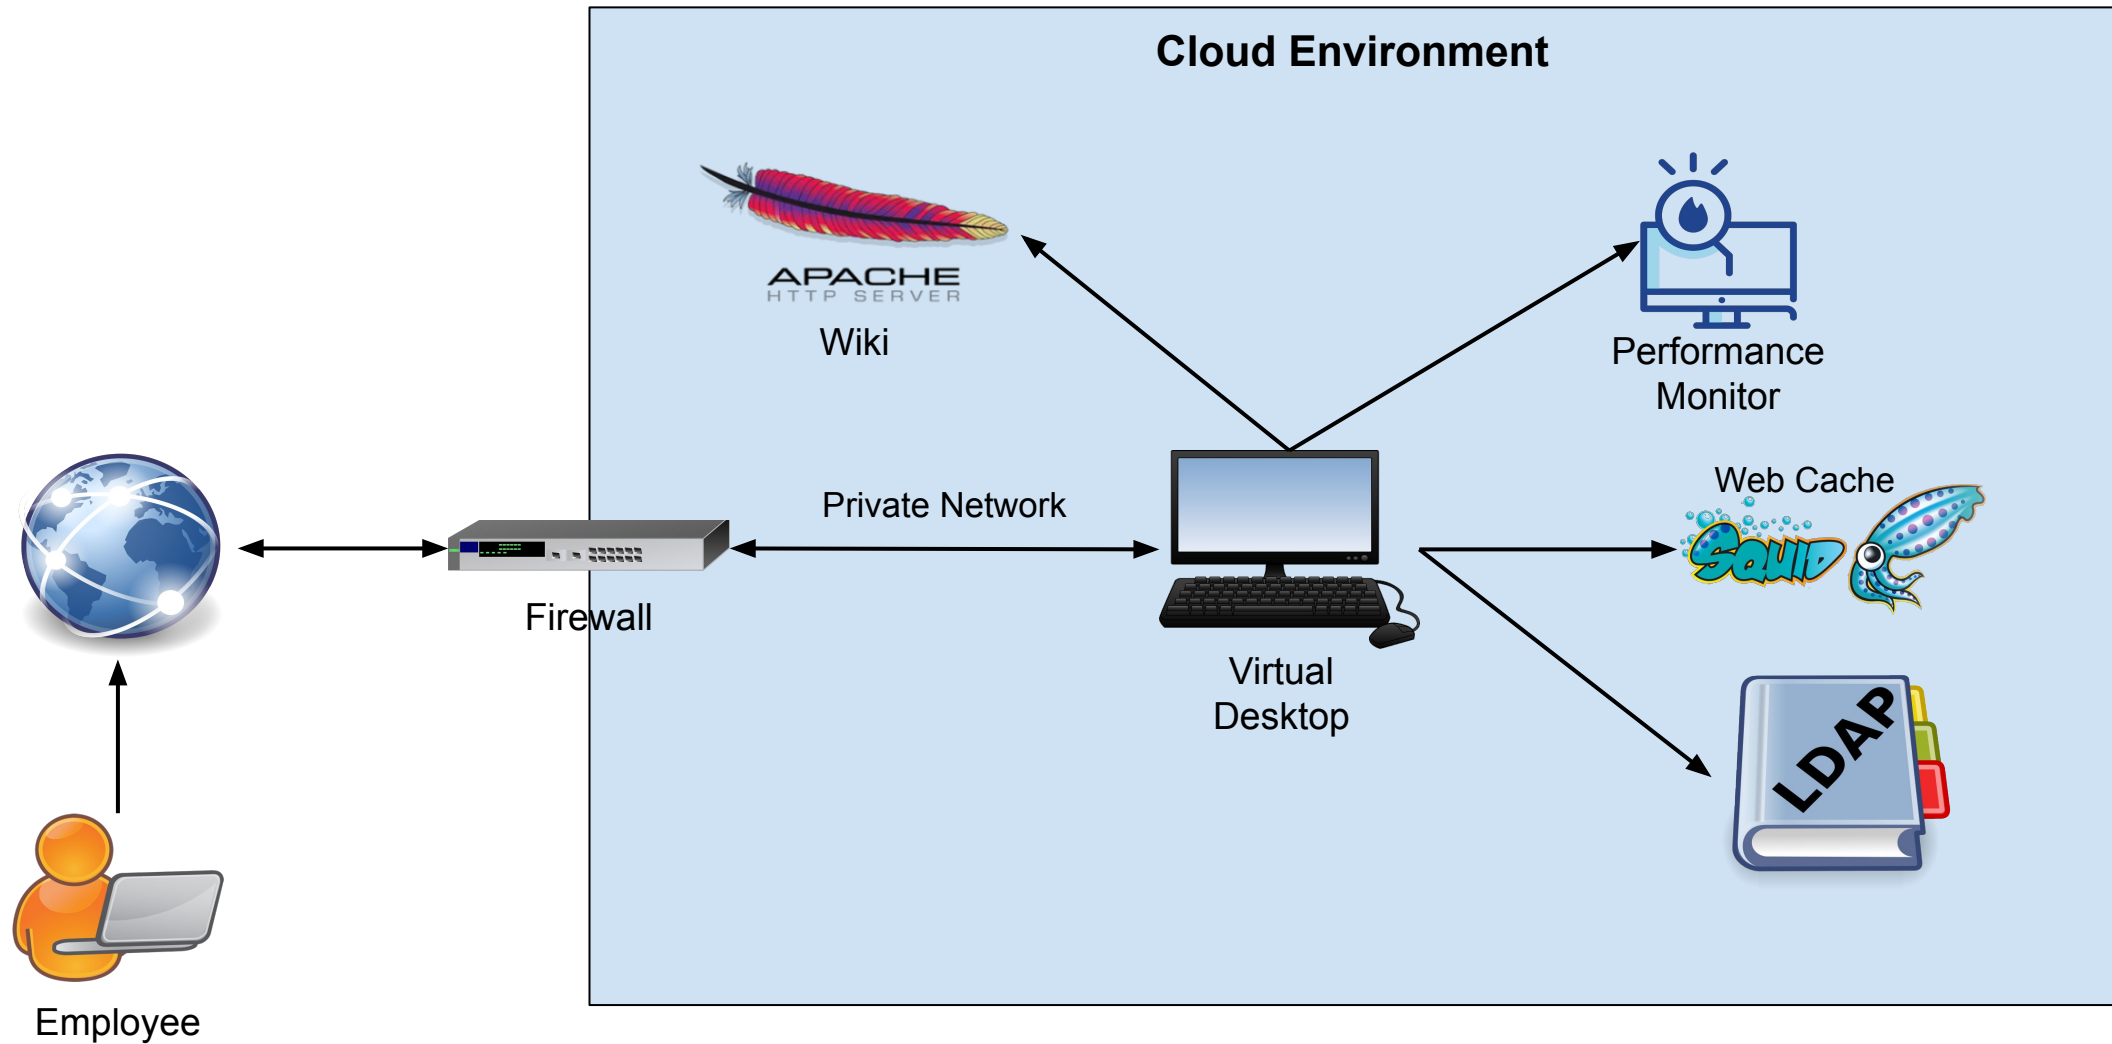 Cloud Environment
APACHE
HTTP SERVER
Wiki
Performance
Monitor
Web Cache
SQUID
Private Network
Firewall
Virtual
Desktop
LDAP
Employee